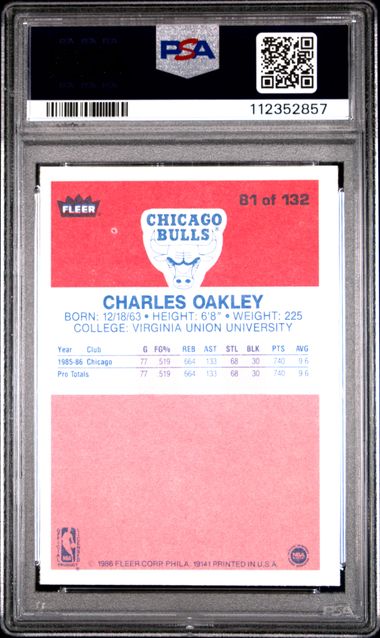 PSA
112352857
FLEER
81 of 132
CHICAGO
BULLS
CHARLES OAKLEY
BORN: 12/18/63 • HEIGHT: 6'8" • WEIGHT: 225
COLLEGE: VIRGINIA UNION UNIVERSITY
Year Club G FG% REB AST STL BLK PTS AVG
1985-86 Chicago 77 .519 664 133 68 30 740 9.6
Pro Totals 77 .519 664 133 68 30 740 9.6
NBA
© 1986 FLEER CORP. PHILA. 19141 PRINTED IN U.S.A.
PSA